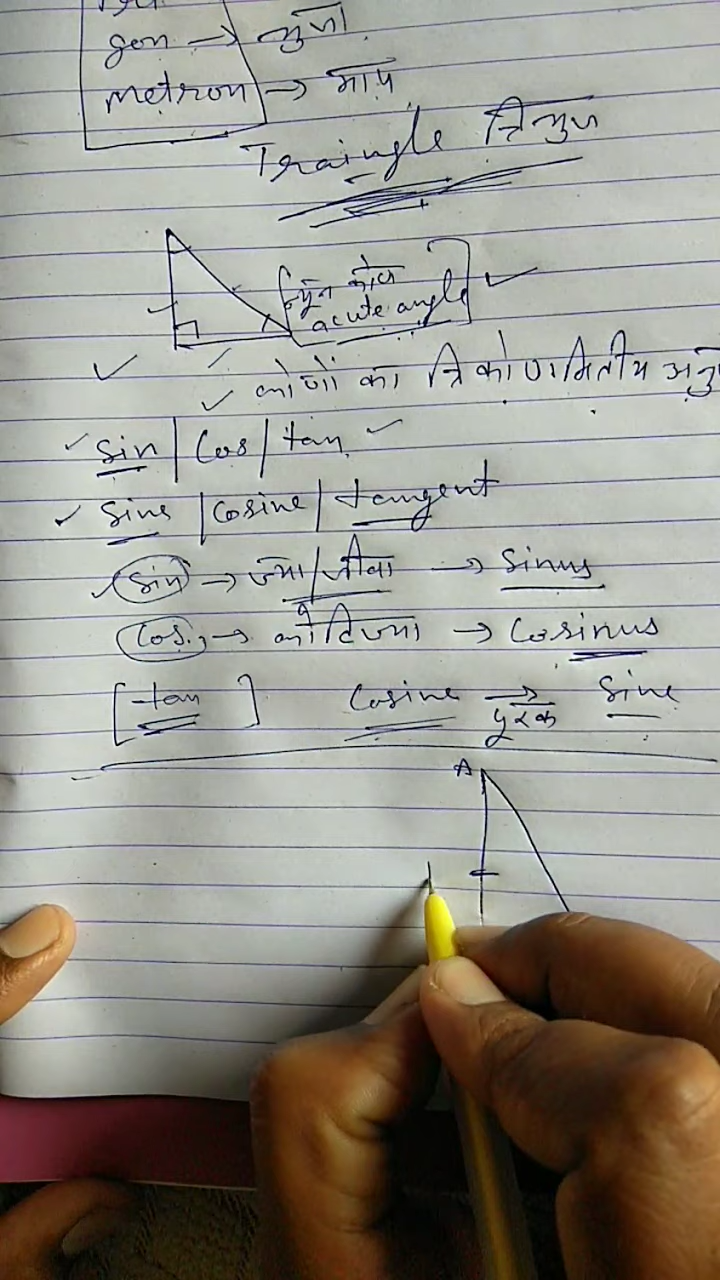 gon → भुजा
metron → माप
Traingle त्रिभुज
न्यून कोण
acute angle
कोणों का त्रिकोणमितीय
sin | Cos | tan
Sine | Cosine | tangent
sin → ज्या/जीवा → Sinus
Cos. → कोटिज्या → Cosinus
[tan] Cosine → Sine
पूरक
A